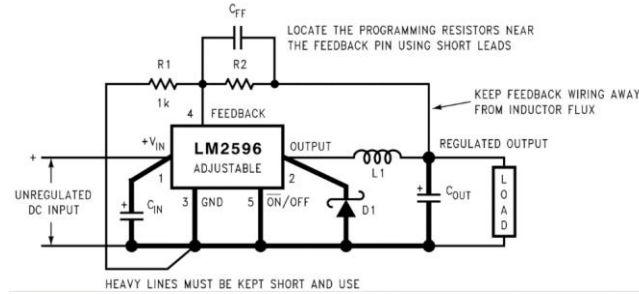 CFF
LOCATE THE PROGRAMMING RESISTORS NEAR
THE FEEDBACK PIN USING SHORT LEADS
R1
R2
1k
4
FEEDBACK
KEEP FEEDBACK WIRING AWAY
FROM INDUCTOR FLUX
+VIN
LM2596
ADJUSTABLE
OUTPUT
REGULATED OUTPUT
+
1
2
L1
UNREGULATED
DC INPUT
+
CIN
3
GND
5
ON/OFF
D1
+
COUT
LOAD
HEAVY LINES MUST BE KEPT SHORT AND USE